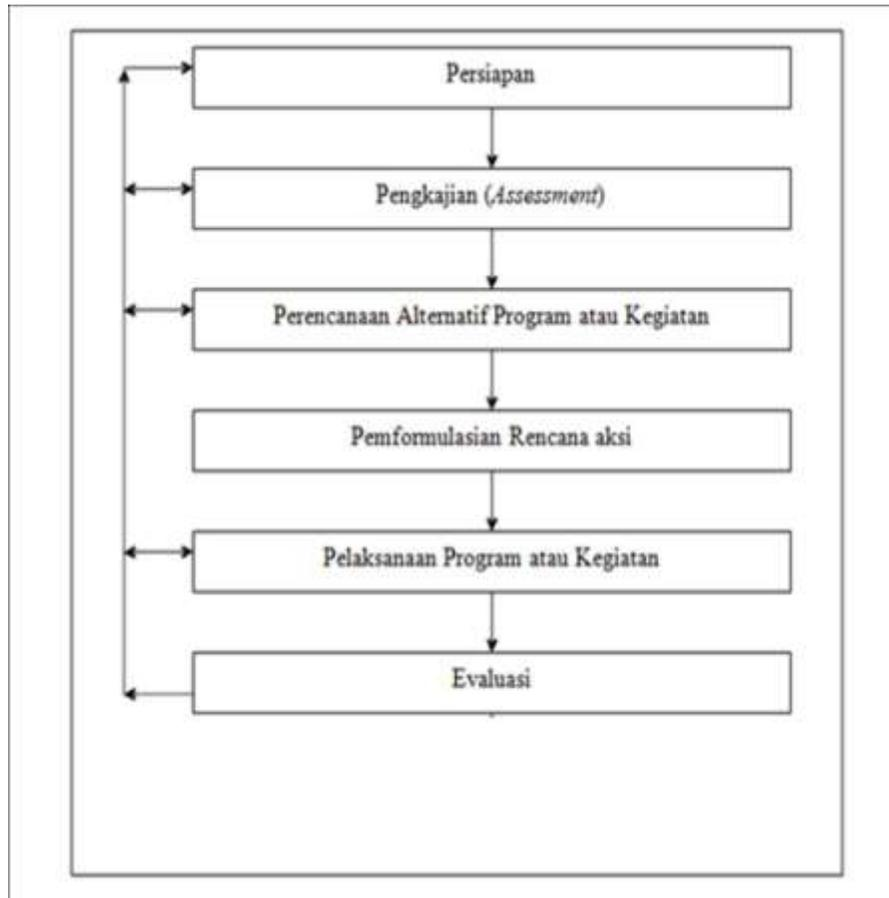 Persiapan
Pengkajian (Assessment)
Perencanaan Alternatif Program atau Kegiatan
Pemformulasian Rencana aksi
Pelaksanaan Program atau Kegiatan
Evaluasi